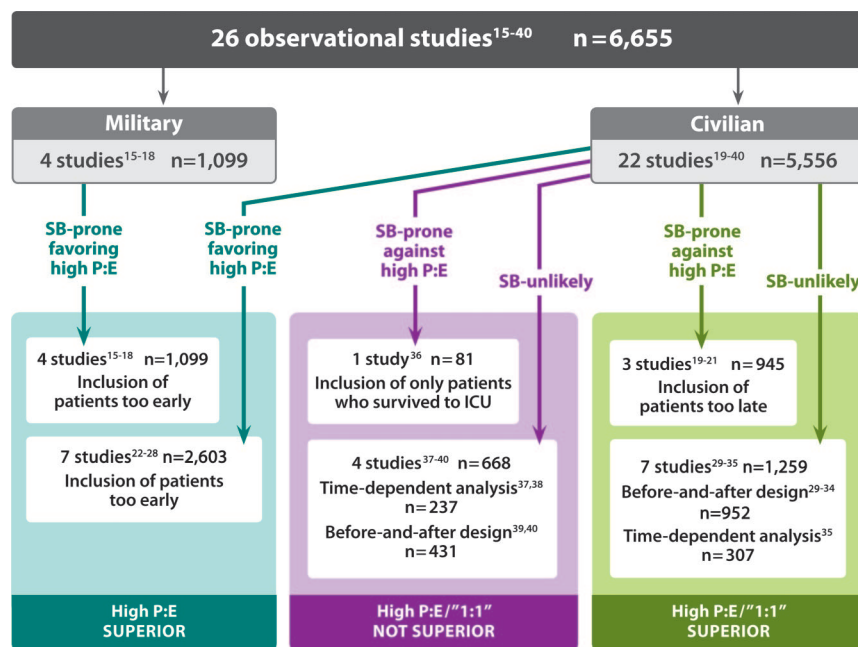 26 observational studies15-40 n=6,655
Military
4 studies15-18 n=1,099
Civilian
22 studies19-40 n=5,556
SB-prone
favoring
high P:E
SB-prone
favoring
high P:E
SB-prone
against
high P:E
SB-unlikely
SB-prone
against
high P:E
SB-unlikely
4 studies15-18 n=1,099
Inclusion of
patients too early
7 studies22-28 n=2,603
Inclusion of patients
too early
High P:E
SUPERIOR
1 study36 n=81
Inclusion of only patients
who survived to ICU
4 studies37-40 n=668
Time-dependent analysis37,38
n=237
Before-and-after design39,40
n=431
High P:E/"1:1"
NOT SUPERIOR
3 studies19-21 n=945
Inclusion of
patients too late
7 studies29-35 n=1,259
Before-and-after design29-34
n=952
Time-dependent analysis35
n=307
High P:E/"1:1"
SUPERIOR